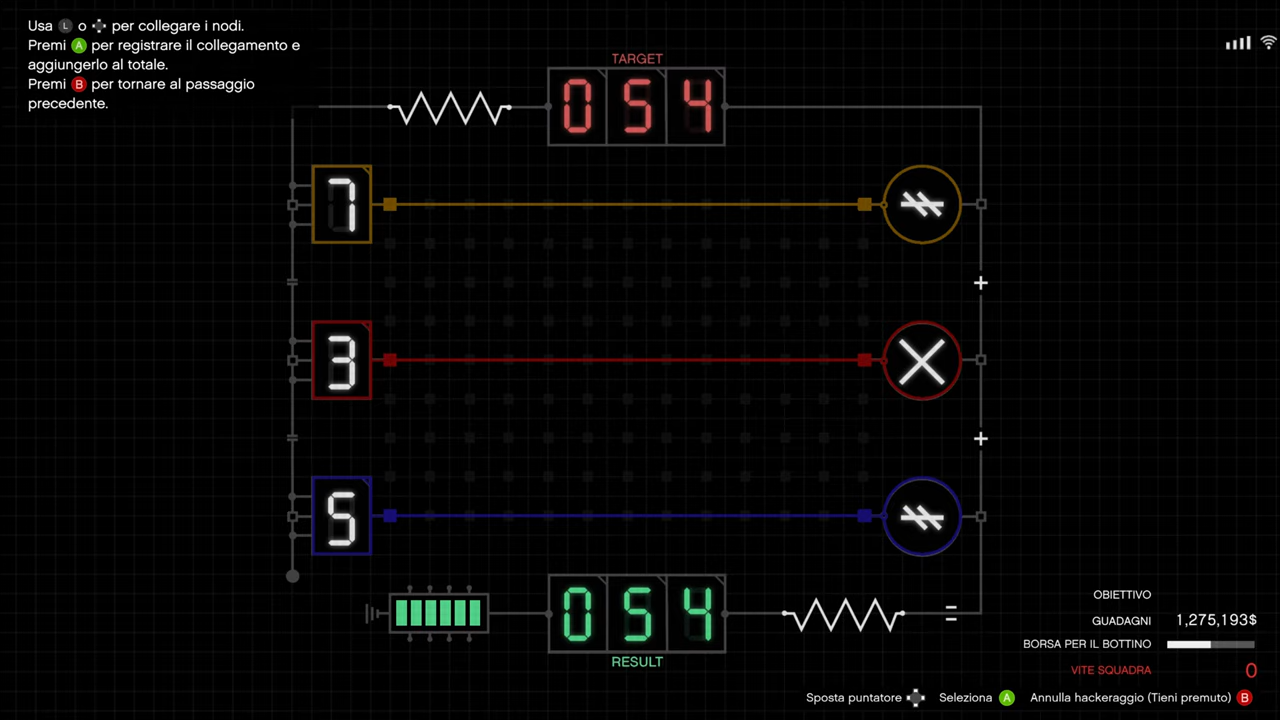 Usa L o per collegare i nodi.
Premi A per registrare il collegamento e
aggiungerlo al totale.
Premi B per tornare al passaggio
precedente.
TARGET
054
7
3
+
5
+
054
=
RESULT
OBIETTIVO
GUADAGNI 1,275,193$
BORSA PER IL BOTTINO
VITE SQUADRA 0
Sposta puntatore Seleziona A Annulla hackeraggio (Tieni premuto) B